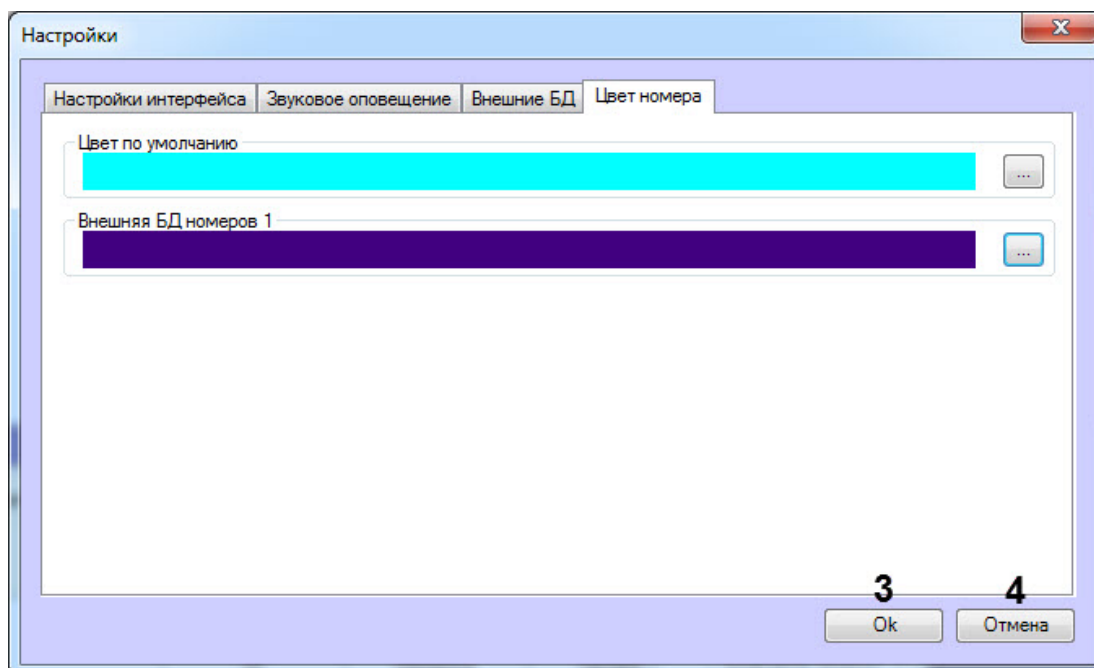 Настройки
Настройки интерфейса Звуковое оповещение Внешние БД Цвет номера
Цвет по умолчанию
...
Внешняя БД номеров 1
...
3 4
Ok Отмена